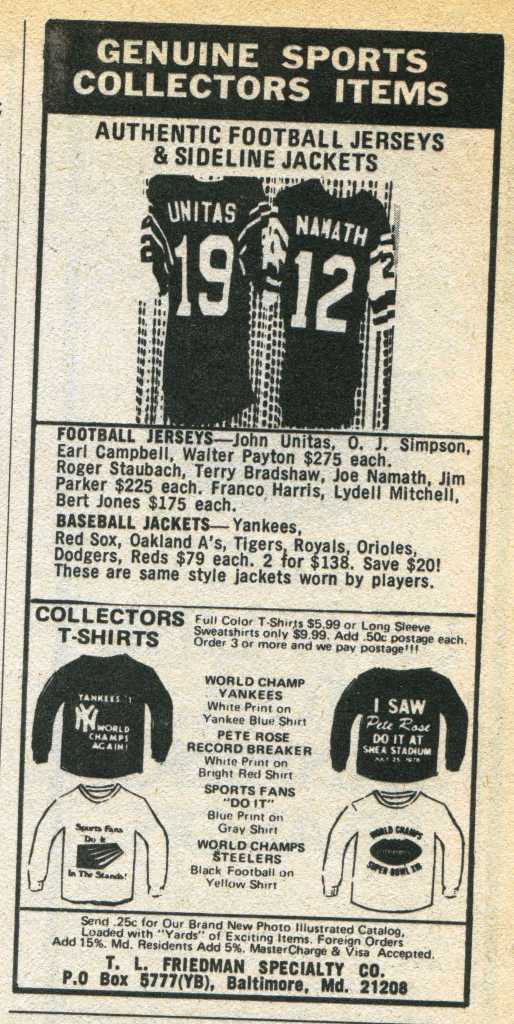 GENUINE SPORTS
COLLECTORS ITEMS
AUTHENTIC FOOTBALL JERSEYS
& SIDELINE JACKETS
UNITAS
19
NAMATH
12
2
2
FOOTBALL JERSEYS—John Unitas, O. J. Simpson,
Earl Campbell, Walter Payton $275 each.
Roger Staubach, Terry Bradshaw, Joe Namath, Jim
Parker $225 each. Franco Harris, Lydell Mitchell,
Bert Jones $175 each.
BASEBALL JACKETS—Yankees,
Red Sox, Oakland A's, Tigers, Royals, Orioles,
Dodgers, Reds $79 each. 2 for $138. Save $20!
These are same style jackets worn by players.
COLLECTORS
T-SHIRTS
Full Color T-Shirts $5.99 or Long Sleeve
Sweatshirts only $9.99. Add .50c postage each.
Order 3 or more and we pay postage!!!
YANKEES
NY
WORLD
CHAMPS
AGAIN!
WORLD CHAMP
YANKEES
White Print on
Yankee Blue Shirt
PETE ROSE
RECORD BREAKER
White Print on
Bright Red Shirt
SPORTS FANS
"DO IT"
Blue Print on
Gray Shirt
WORLD CHAMPS
STEELERS
Black Football on
Yellow Shirt
I SAW
Pete Rose
DO IT AT
SHEA STADIUM
JULY 25, 1978
Sports Fans
Do It
In The Stands!
WORLD CHAMPS
SUPER BOWL XIII
Send .25c for Our Brand New Photo Illustrated Catalog,
Loaded with "Yards" of Exciting Items. Foreign Orders
Add 15%. Md. Residents Add 5%. MasterCharge & Visa Accepted.
T. L. FRIEDMAN SPECIALTY CO.
P.O Box 5777(YB), Baltimore, Md. 21208